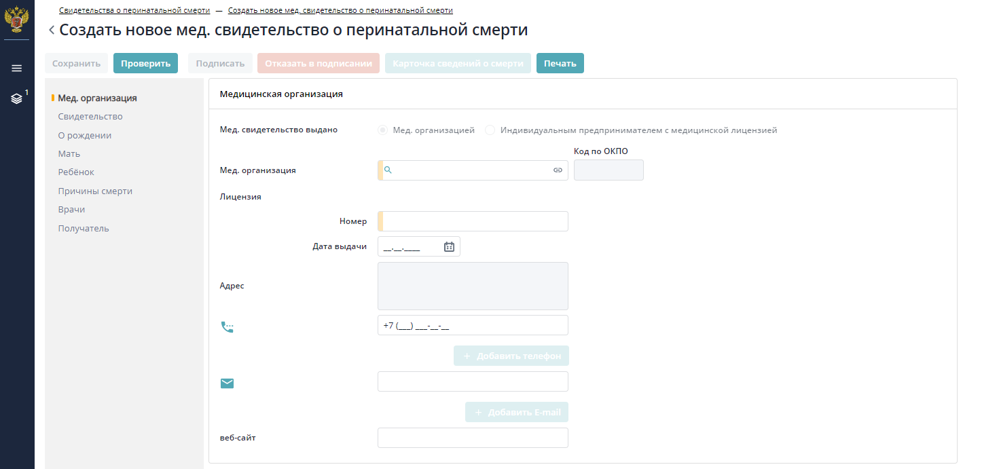 Свидетельства о перинатальной смерти — Создать новое мед. свидетельство о перинатальной смерти
Создать новое мед. свидетельство о перинатальной смерти
Сохранить Проверить Подписать Отказать в подписании Карточка сведений о смерти Печать
1
Мед. организация
Свидетельство
О рождении
Мать
Ребёнок
Причины смерти
Врачи
Получатель
Медицинская организация
Мед. свидетельство выдано Мед. организацией Индивидуальным предпринимателем с медицинской лицензией
Код по ОКПО
Мед. организация
Лицензия
Номер
Дата выдачи __.__.____
Адрес
+7 (___) ___-__-__
+ Добавить телефон
+ Добавить E-mail
веб-сайт